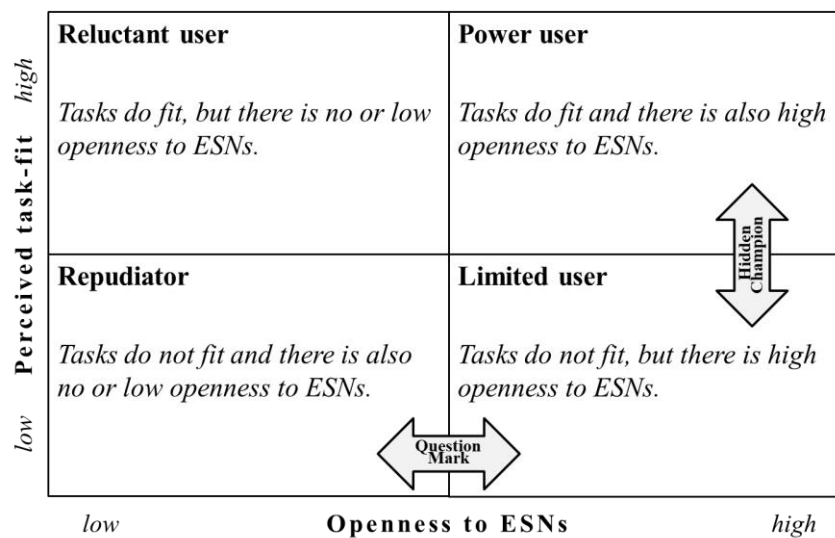 Reluctant user
Power user
Tasks do fit, but there is no or low
openness to ESNs.
Tasks do fit and there is also high
openness to ESNs.
high
Perceived task-fit
low
Hidden
Champion
Repudiator
Limited user
Tasks do not fit and there is also
no or low openness to ESNs.
Tasks do not fit, but there is high
openness to ESNs.
Question
Mark
low
Openness to ESNs
high